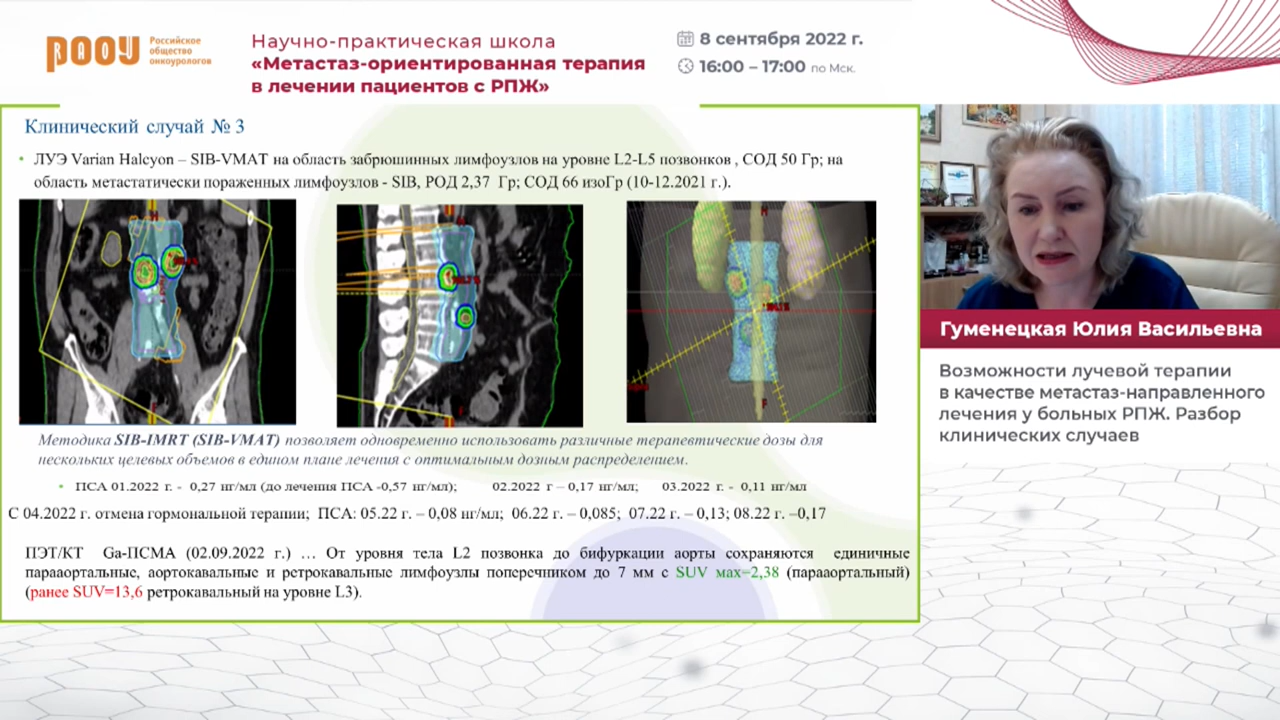 РООУ
Российское
общество
онкоурологов
Научно-практическая школа
«Метастаз-ориентированная терапия
в лечении пациентов с РПЖ»
8 сентября 2022 г.
16:00 – 17:00 по Мск.
Клинический случай № 3
• ЛУЭ Varian Halcyon – SIB-VMAT на область забрюшинных лимфоузлов на уровне L2-L5 позвонков , СОД 50 Гр; на
область метастатически пораженных лимфоузлов - SIB, РОД 2,37 Гр; СОД 66 изоГр (10-12.2021 г.).
Методика SIB-IMRT (SIB-VMAT) позволяет одновременно использовать различные терапевтические дозы для
нескольких целевых объемов в едином плане лечения с оптимальным дозным распределением.
• ПСА 01.2022 г. - 0,27 нг/мл (до лечения ПСА -0,57 нг/мл); 02.2022 г – 0,17 нг/мл; 03.2022 г. - 0,11 нг/мл
С 04.2022 г. отмена гормональной терапии; ПСА: 05.22 г. – 0,08 нг/мл; 06.22 г. – 0,085; 07.22 г. – 0,13; 08.22 г. –0,17
ПЭТ/КТ Ga-ПСМА (02.09.2022 г.) … От уровня тела L2 позвонка до бифуркации аорты сохраняются единичные
парааортальные, аортокавальные и ретрокавальные лимфоузлы поперечником до 7 мм с SUV мах=2,38 (парааортальный)
(ранее SUV=13,6 ретрокавальный на уровне L3).
Гуменецкая Юлия Васильевна
Возможности лучевой терапии
в качестве метастаз-направленного
лечения у больных РПЖ. Разбор
клинических случаев